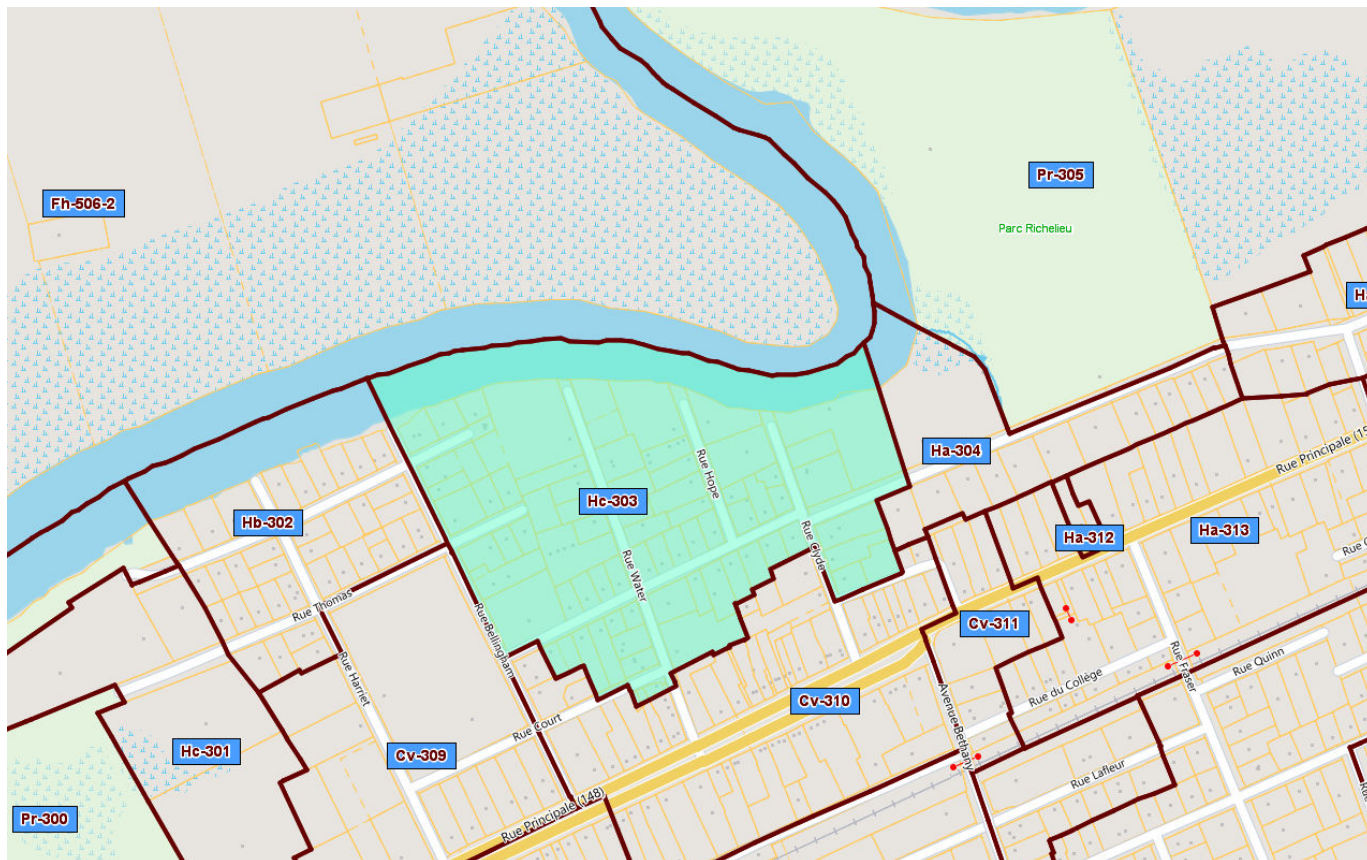 Pr-305
Fh-506-2
Parc Richelieu
Ha-304
Rue Principale (15
Rue Hope
Hc-303
Hb-302
Rue Clyde
Ha-312
Ha-313
Rue Water
Rue Thomas
Rue Bellingham
Cv-311
Rue Harriet
Rue Fraser
Rue Quinn
Rue du Collège
Cv-310
Avenue Bethany
Rue Court
Hc-301
Cv-309
Rue Lafleur
Rue Principale (148)
Pr-300